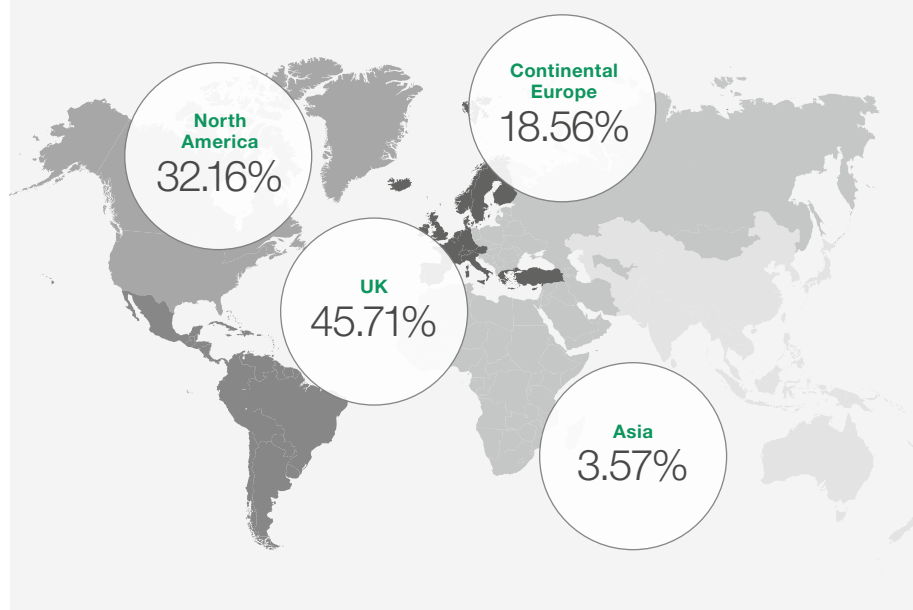 Continental
Europe
18.56%
North
America
32.16%
UK
45.71%
Asia
3.57%